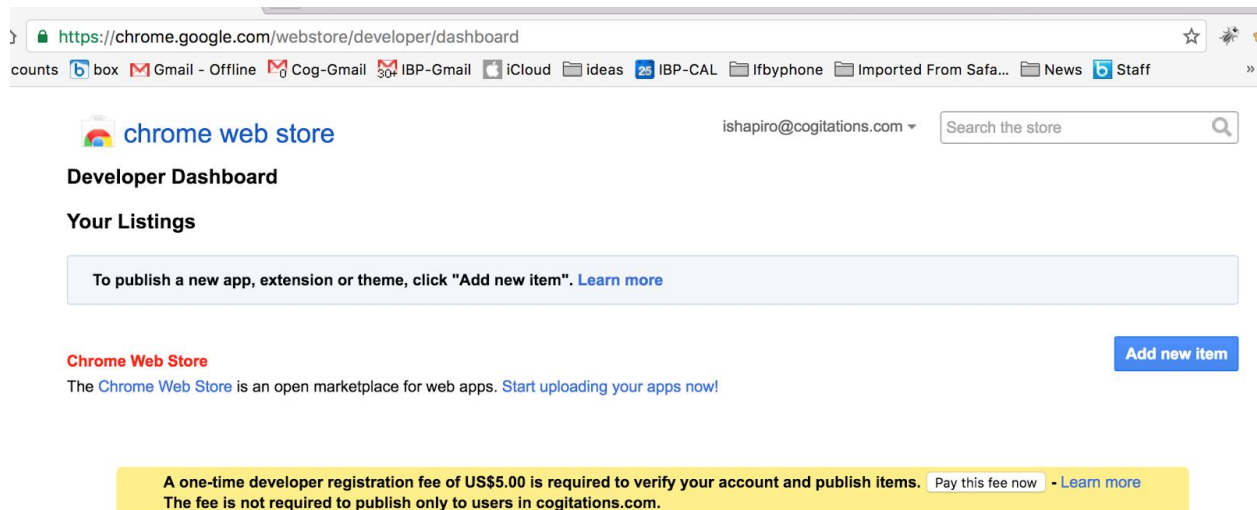 https://chrome.google.com/webstore/developer/dashboard
counts box Gmail - Offline Cog-Gmail 30+ IBP-Gmail iCloud ideas 25 IBP-CAL Ifbyphone Imported From Safa... News Staff »
chrome web store ishapiro@cogitations.com Search the store
Developer Dashboard
Your Listings
To publish a new app, extension or theme, click "Add new item". Learn more
Add new item
Chrome Web Store
The Chrome Web Store is an open marketplace for web apps. Start uploading your apps now!
A one-time developer registration fee of US$5.00 is required to verify your account and publish items. Pay this fee now - Learn more
The fee is not required to publish only to users in cogitations.com.